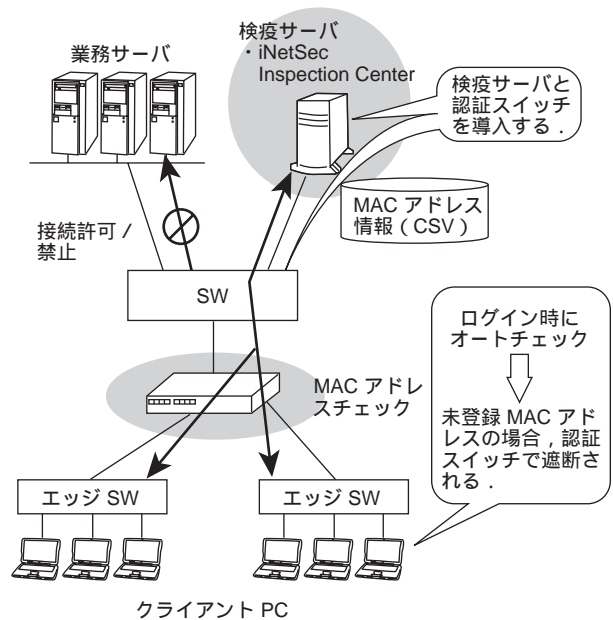 業務サーバ
検疫サーバ
・iNetSec
Inspection Center
検疫サーバと
認証スイッチ
を導入する．
MAC アドレス
情報（CSV）
接続許可／
禁止
SW
ログイン時に
オートチェック
MAC アドレ
スチェック
未登録 MAC アド
レスの場合，認証
スイッチで遮断さ
れる．
エッジ SW
エッジ SW
クライアント PC